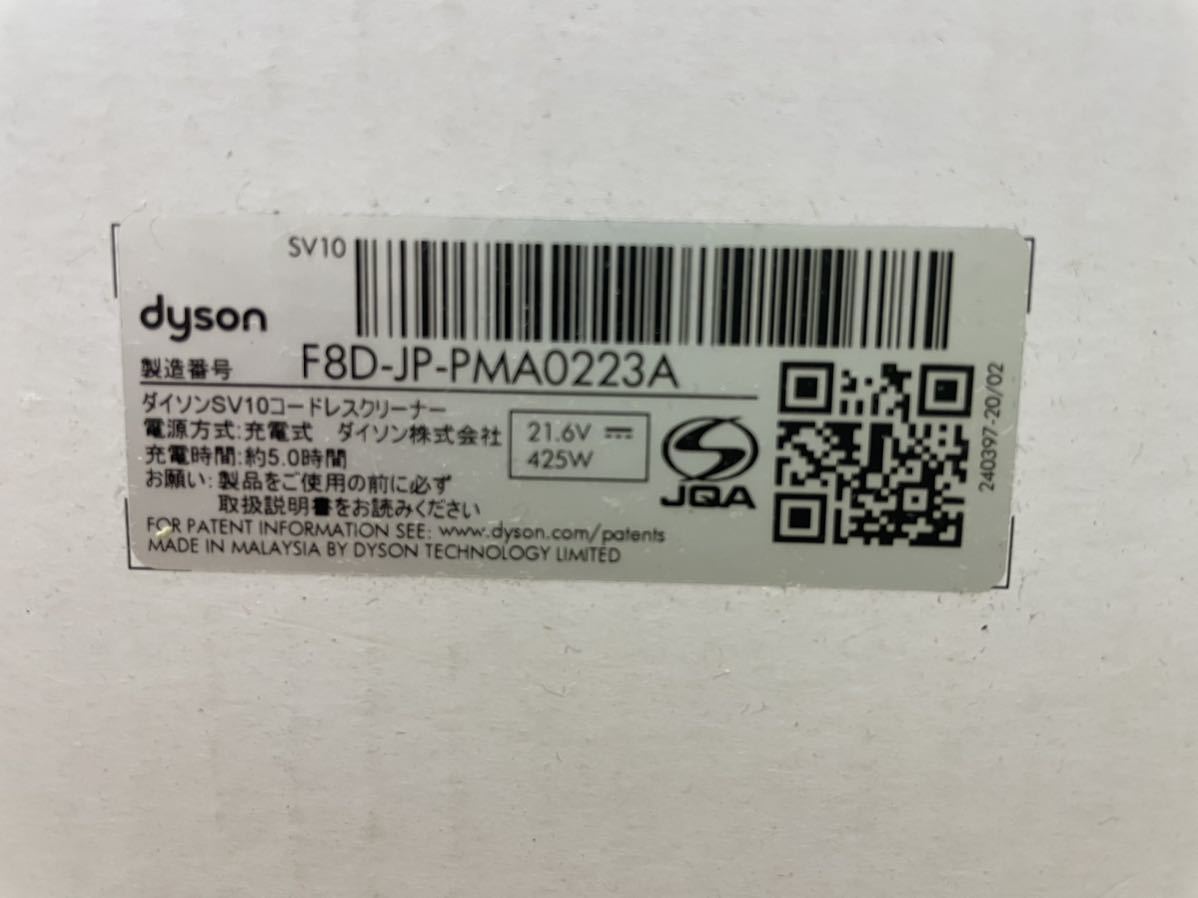 SV10
dyson
製造番号 F8D-JP-PMA0223A
ダイソンSV10コードレスクリーナー
電源方式:充電式 ダイソン株式会社
充電時間:約5.0時間
お願い:製品をご使用の前に必ず
取扱説明書をお読みください
FOR PATENT INFORMATION SEE: www.dyson.com/patents
MADE IN MALAYSIA BY DYSON TECHNOLOGY LIMITED
21.6V
425W
JQA
240397-20/02